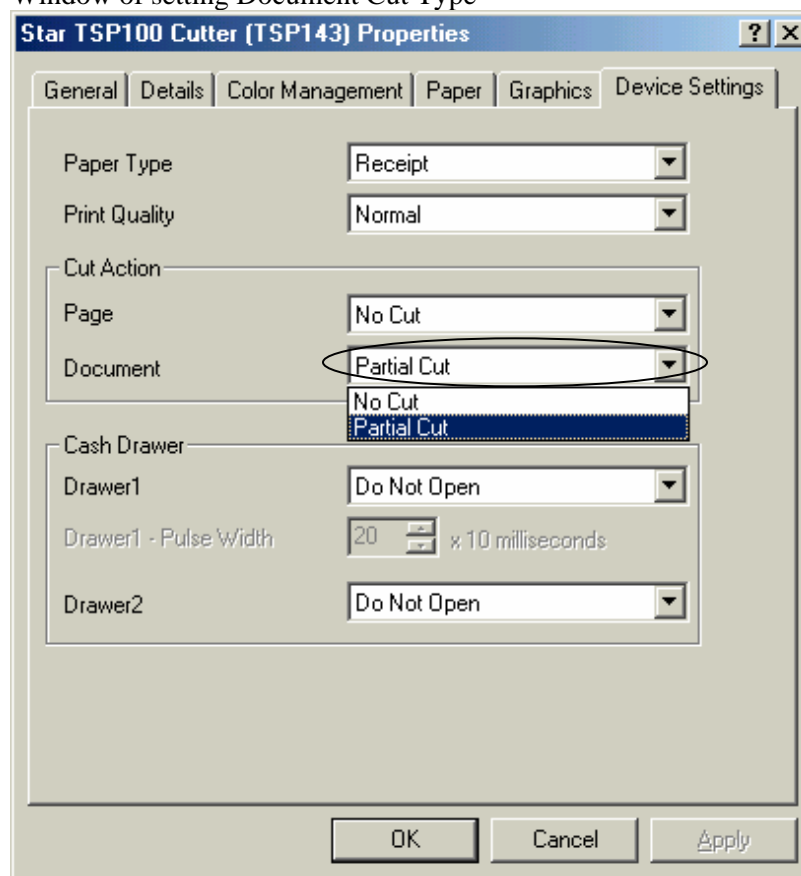 Window of setting Document Cut Type
Star TSP100 Cutter (TSP143) Properties
General Details Color Management Paper Graphics Device Settings
Paper Type Receipt
Print Quality Normal
Cut Action
Page No Cut
Document Partial Cut
No Cut
Partial Cut
Cash Drawer
Drawer1 Do Not Open
Drawer1 - Pulse Width 20 x 10 milliseconds
Drawer2 Do Not Open
OK Cancel Apply